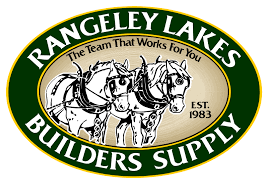 RANGELEY LAKES
The Team That Works For You
EST.
1983
BUILDERS SUPPLY